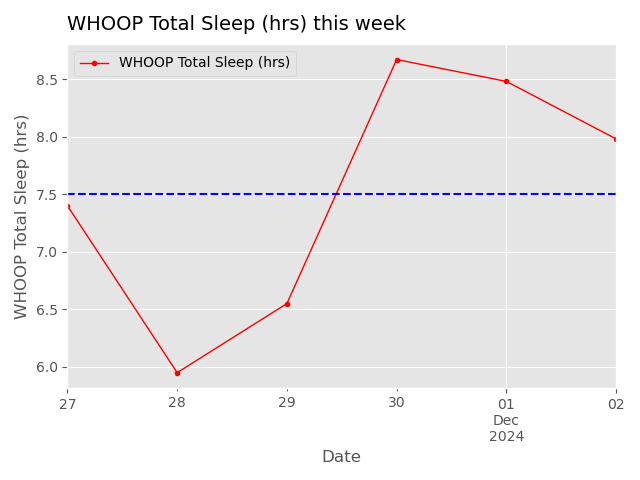 WHOOP Total Sleep (hrs) this week
WHOOP Total Sleep (hrs)
WHOOP Total Sleep (hrs)
8.5
8.0
7.5
7.0
6.5
6.0
27 28 29 30 01 02
Dec
2024
Date